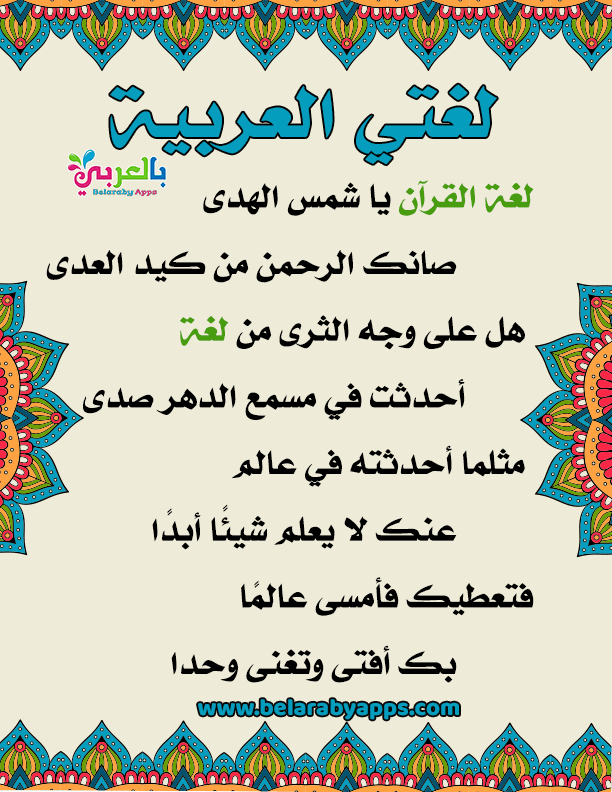 لغتي العربية
بالعربي
Belaraby Apps
لغة القرآن يا شمس الهدى
صانك الرحمن من كيد العدى
هل على وجه الثرى من لغة
أحدثت في مسمع الدهر صدى
مثلما أحدثته في عالم
عنك لا يعلم شيئًا أبدًا
فتعطيك فأمسى عالمًا
بك أفتى وتغنى وحدا
www.belarabyapps.com